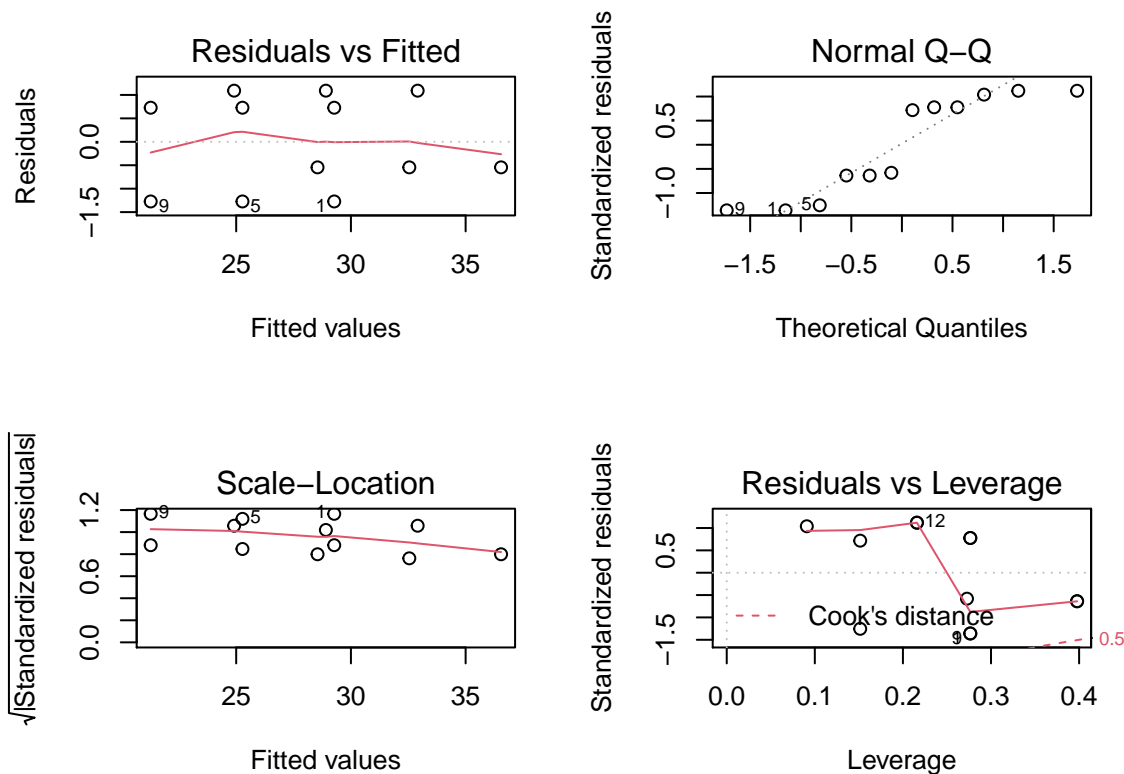 Residuals vs Fitted
Residuals
0.0
−1.5
9
5
1
25
30
35
Fitted values
Normal Q−Q
Standardized residuals
0.5
−1.0
9
1
5
−1.5
−0.5
0.5
1.5
Theoretical Quantiles
Scale−Location
√|Standardized residuals|
1.2
0.6
0.0
9
5
1
25
30
35
Fitted values
Residuals vs Leverage
Standardized residuals
0.5
−1.5
12
Cook's distance
0.5
0.0
0.1
0.2
0.3
0.4
Leverage